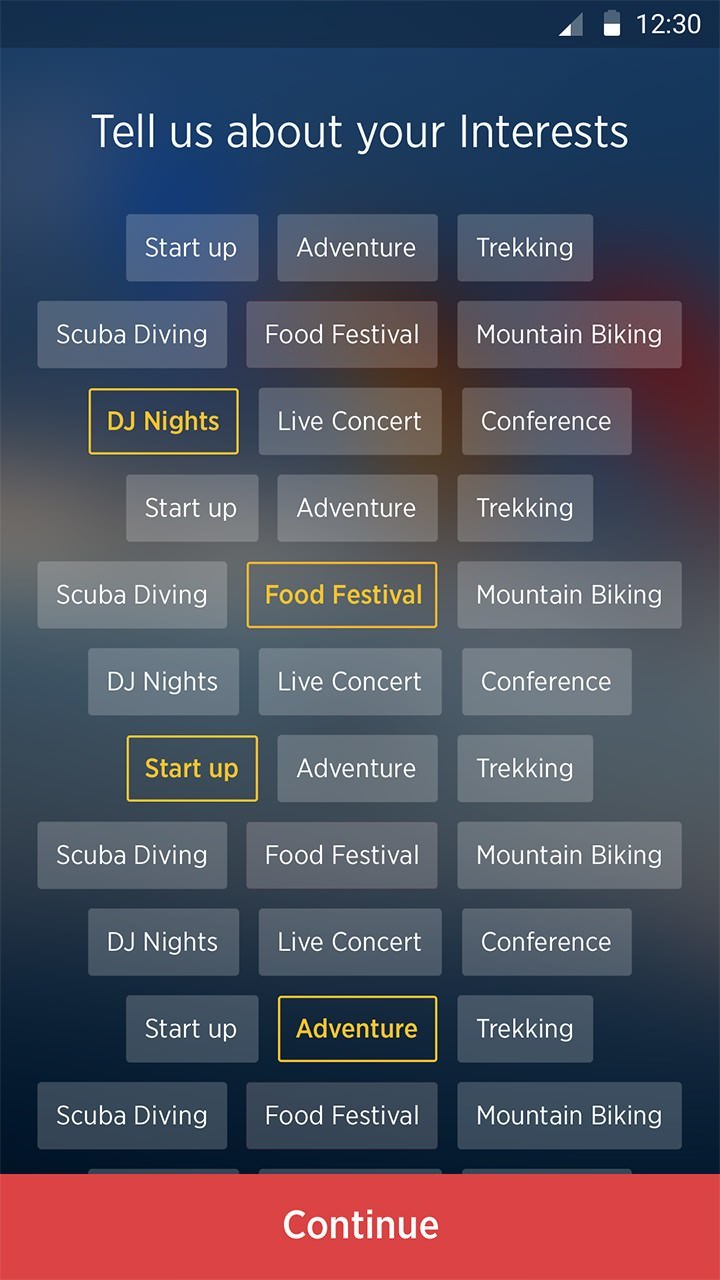 12:30
Tell us about your Interests
Start up Adventure Trekking
Scuba Diving Food Festival Mountain Biking
DJ Nights Live Concert Conference
Start up Adventure Trekking
Scuba Diving Food Festival Mountain Biking
DJ Nights Live Concert Conference
Start up Adventure Trekking
Scuba Diving Food Festival Mountain Biking
DJ Nights Live Concert Conference
Start up Adventure Trekking
Scuba Diving Food Festival Mountain Biking
Continue